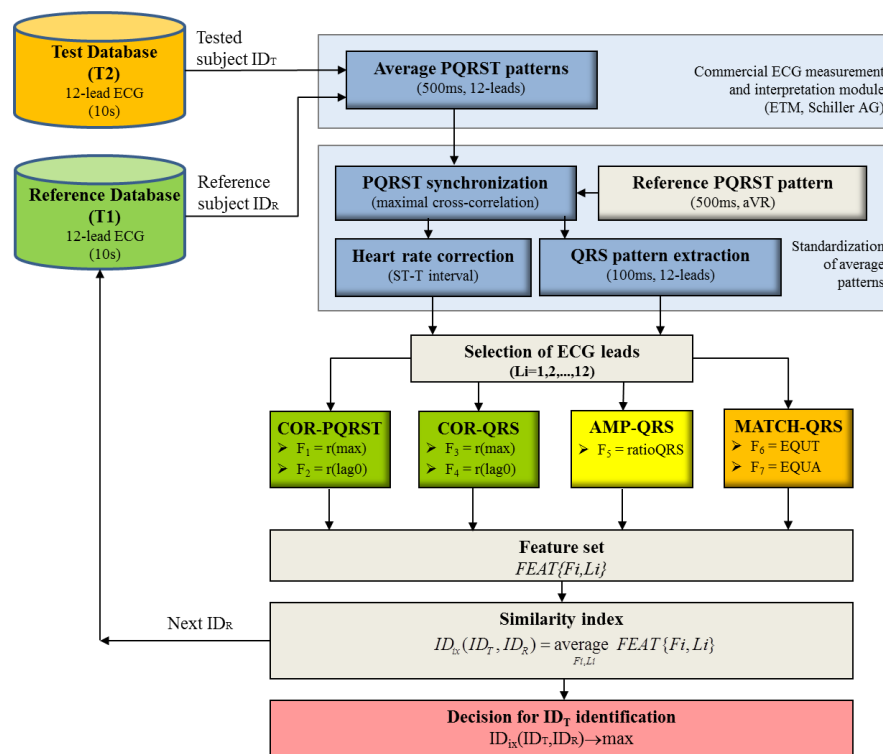 Test Database
(T2)
12-lead ECG
(10s)
Tested
subject IDT
Average PQRST patterns
(500ms, 12-leads)
Commercial ECG measurement
and interpretation module
(ETM, Schiller AG)
Reference Database
(T1)
12-lead ECG
(10s)
Reference
subject IDR
PQRST synchronization
(maximal cross-correlation)
Reference PQRST pattern
(500ms, aVR)
Heart rate correction
(ST-T interval)
QRS pattern extraction
(100ms, 12-leads)
Standardization
of average
patterns
Selection of ECG leads
(Li=1,2,...,12)
COR-PQRST
➢ F1 = r(max)
➢ F2 = r(lag0)
COR-QRS
➢ F3 = r(max)
➢ F4 = r(lag0)
AMP-QRS
➢ F5 = ratioQRS
MATCH-QRS
➢ F6 = EQUT
➢ F7 = EQUA
Feature set
FEAT{Fi,Li}
Next IDR
Similarity index
IDix(IDT, IDR) = average FEAT{Fi, Li}
Fi,Li
Decision for IDT identification
IDix(IDT,IDR)→max